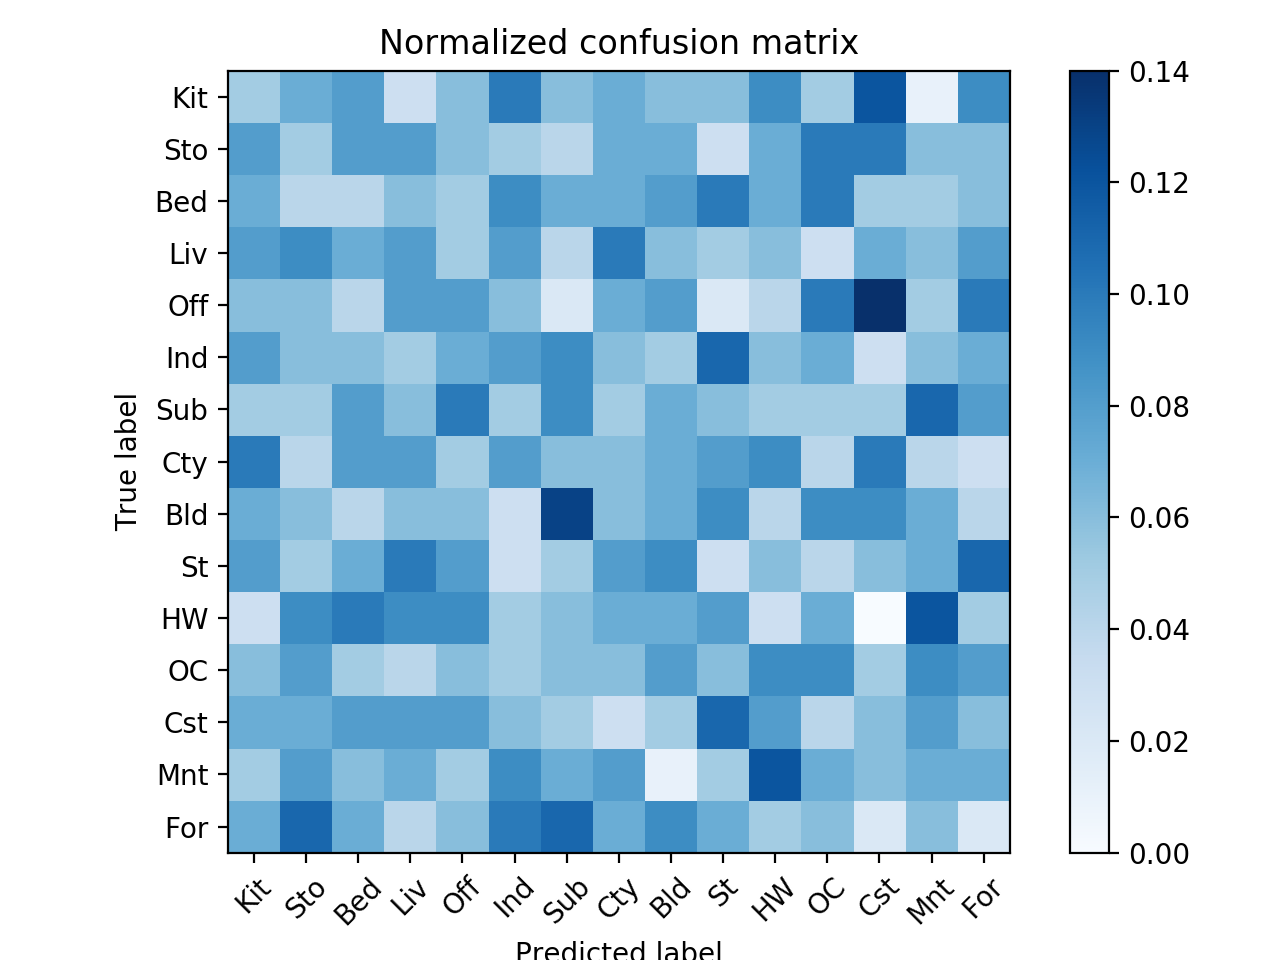 Normalized confusion matrix
True label
Kit
Sto
Bed
Liv
Off
Ind
Sub
Cty
Bld
St
HW
OC
Cst
Mnt
For
Kit Sto Bed Liv Off Ind Sub Cty Bld St HW OC Cst Mnt For
Predicted label
0.14
0.12
0.10
0.08
0.06
0.04
0.02
0.00